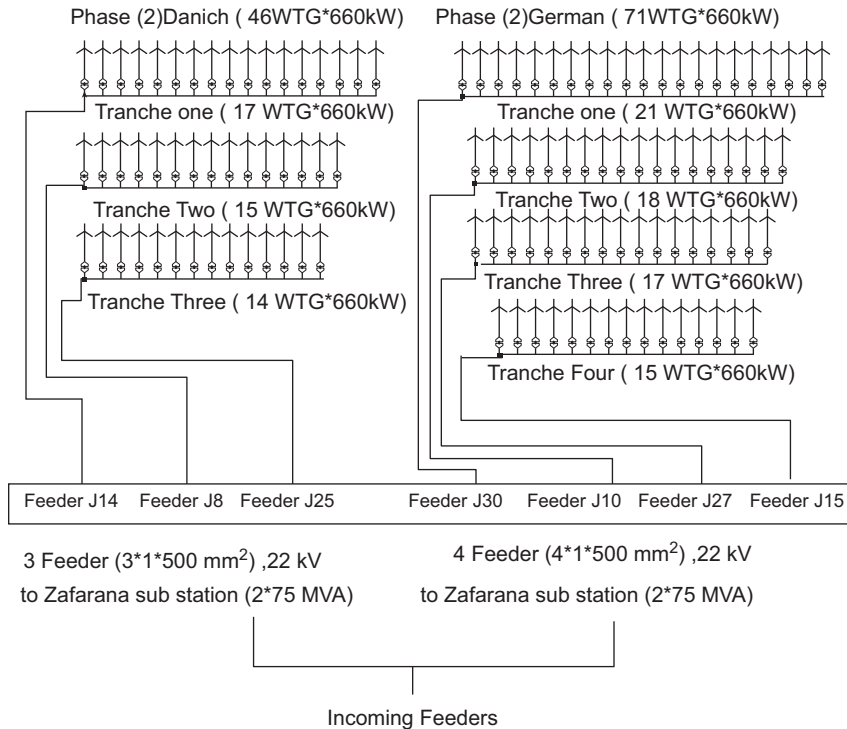 Phase (2)Danich ( 46WTG*660kW)
Tranche one ( 17 WTG*660kW)
Tranche Two ( 15 WTG*660kW)
Tranche Three ( 14 WTG*660kW)
Phase (2)German ( 71WTG*660kW)
Tranche one ( 21 WTG*660kW)
Tranche Two ( 18 WTG*660kW)
Tranche Three ( 17 WTG*660kW)
Tranche Four ( 15 WTG*660kW)
Feeder J14 Feeder J8 Feeder J25 Feeder J30 Feeder J10 Feeder J27 Feeder J15
3 Feeder (3*1*500 mm²) ,22 kV
to Zafarana sub station (2*75 MVA)
4 Feeder (4*1*500 mm²) ,22 kV
to Zafarana sub station (2*75 MVA)
Incoming Feeders